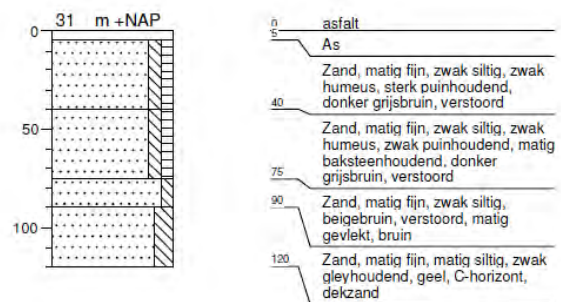 31 m +NAP
0
50
100
0 asfalt
5
As
Zand, matig fijn, zwak siltig, zwak
humeus, sterk puinhoudend,
donker grijsbruin, verstoord
40
Zand, matig fijn, zwak siltig, zwak
humeus, zwak puinhoudend, matig
baksteenhoudend, donker
grijsbruin, verstoord
75
Zand, matig fijn, zwak siltig,
beigebruin, verstoord, matig
gevlekt, bruin
90
Zand, matig fijn, matig siltig, zwak
gleyhoudend, geel, C-horizont,
dekzand
120